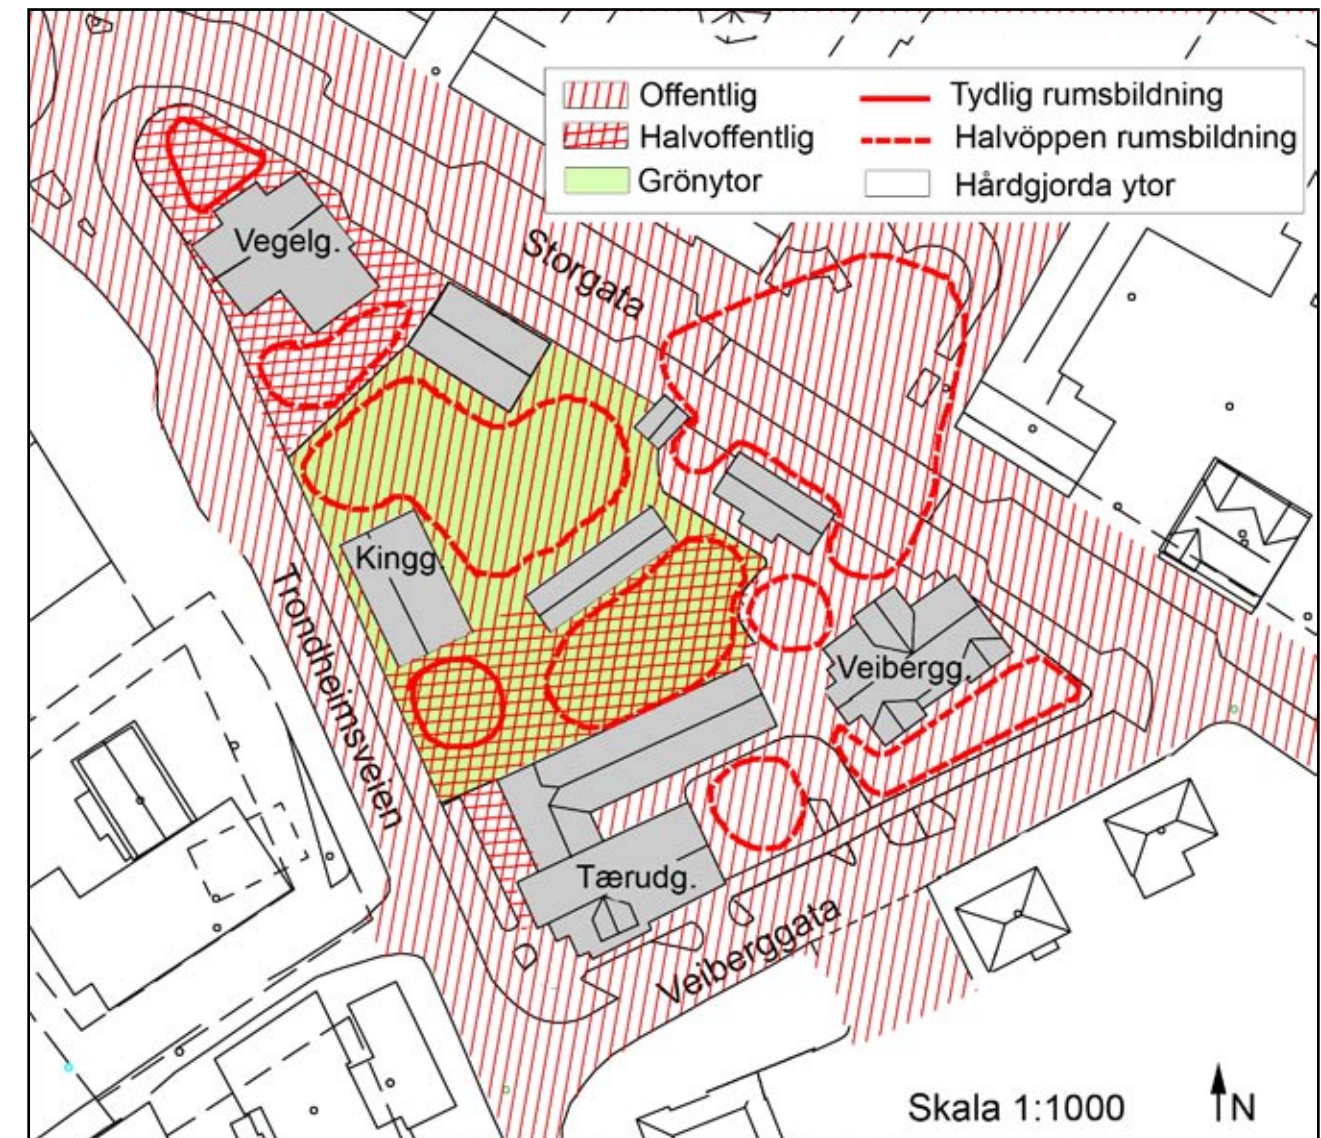 Offentlig
Tydlig rumsbildning
Halvoffentlig
Halvöppen rumsbildning
Grönytor
Hårdgjorda ytor
Vegelg.
Storgata
Kingg.
Trondheimsveien
Veibergg.
Tærudg.
Veiberggata
Skala 1:1000
N